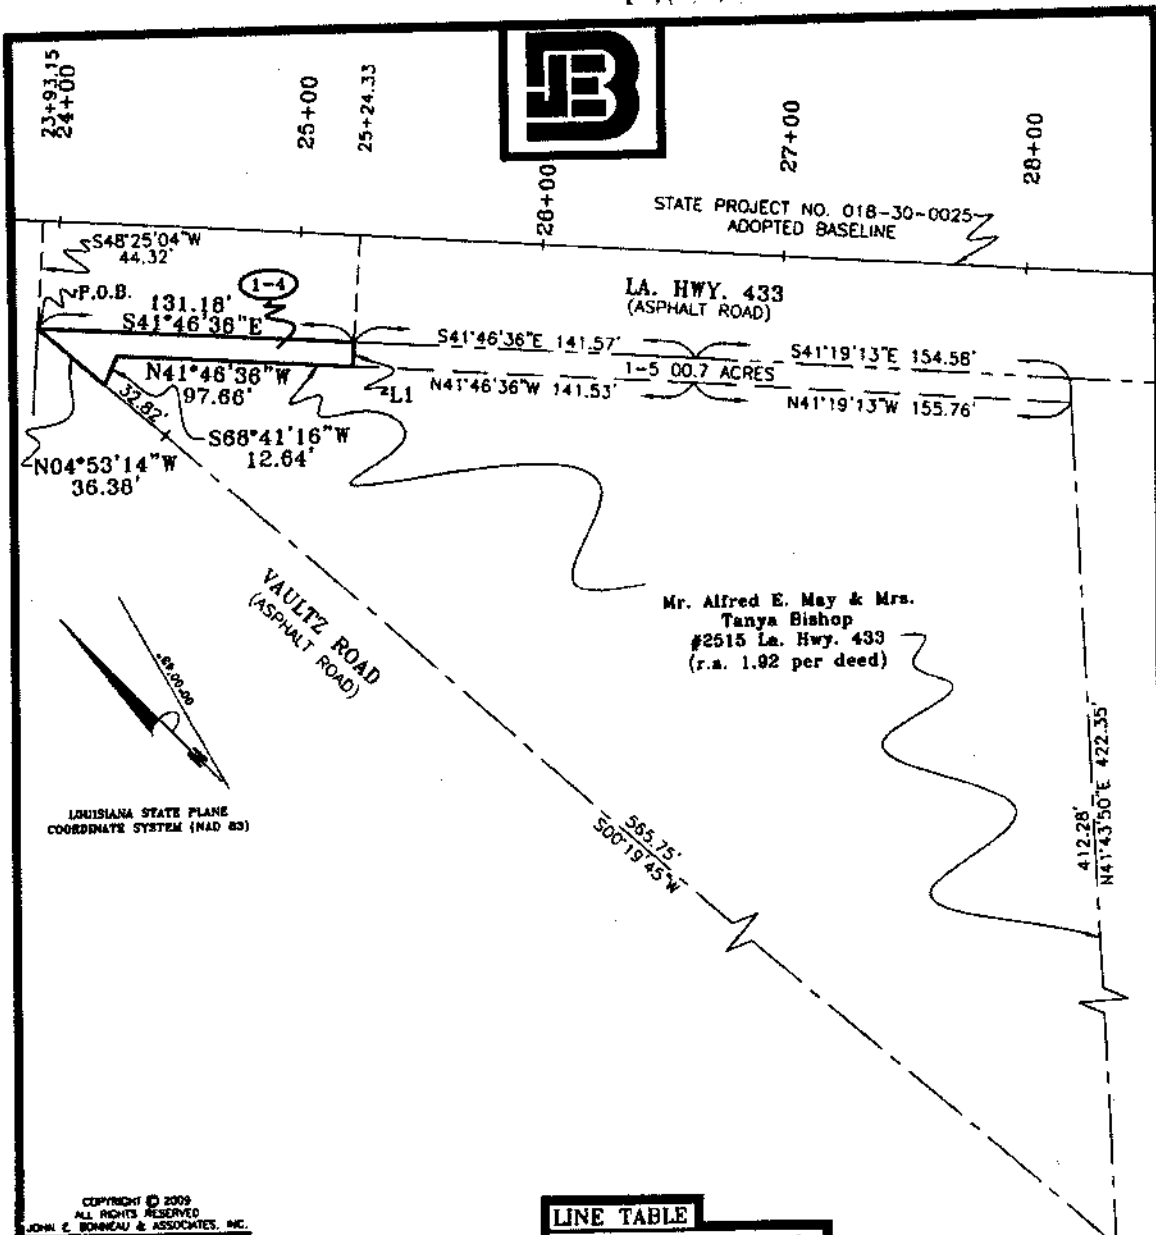 23+93.15
24+00
25+00
25+24.33
26+00
27+00
28+00
STATE PROJECT NO. 018-30-0025
ADOPTED BASELINE
S48°25'04"W
44.32'
P.O.B.
1-4
131.18'
S41°46'36"E
LA. HWY. 433
(ASPHALT ROAD)
S41°46'36"E 141.57'
S41°19'13"E 154.58'
1-5 00.7 ACRES
N41°46'36"W
97.66'
L1
N41°46'36"W 141.53'
N41°19'13"W 155.76'
32.82'
S68°41'16"W
12.64'
N04°53'14"W
36.38'
VAULTZ ROAD
(ASPHALT ROAD)
Mr. Alfred E. May & Mrs.
Tanya Bishop
#2515 La. Hwy. 433
(r.a. 1.92 per deed)
LOUISIANA STATE PLANE
COORDINATE SYSTEM (NAD 83)
565.75'
S00°19'45"W
412.28'
N41°43'50"E 422.35'
COPYRIGHT © 2009
ALL RIGHTS RESERVED
JOHN E. BONNEAU & ASSOCIATES, INC.
LINE TABLE